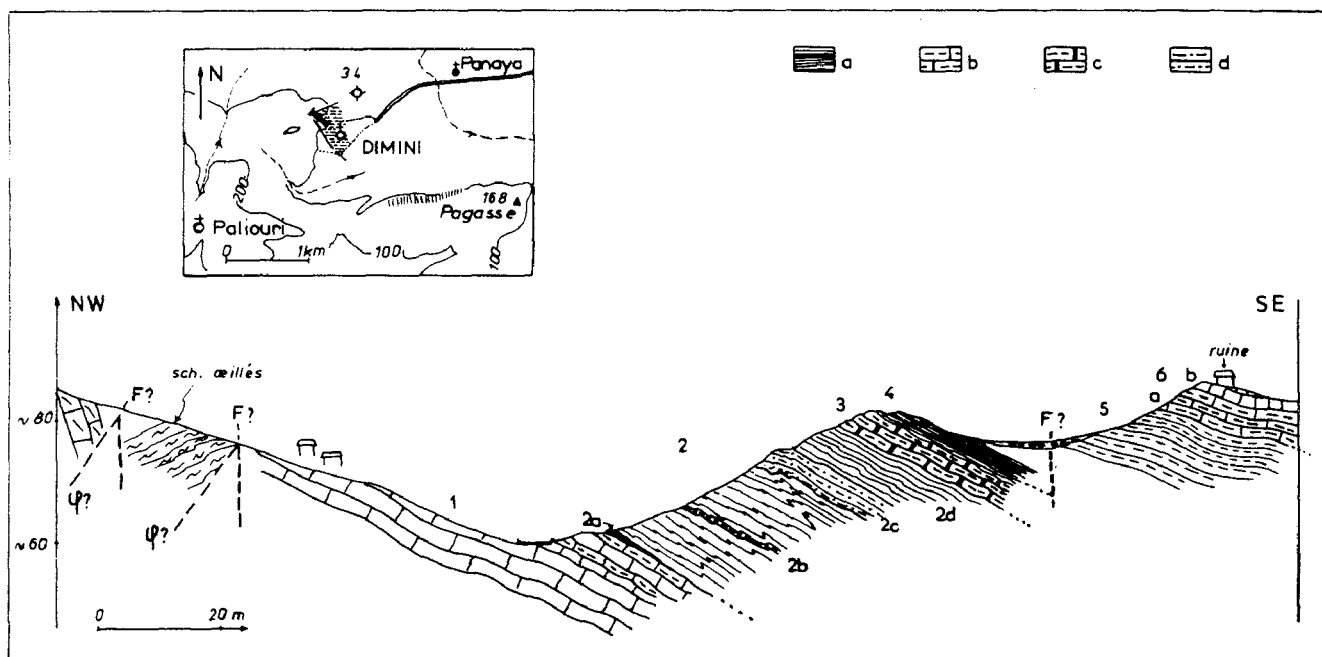 N
34
Panaya
DIMINI
200
168
Pagasse
Paliouri
0 1km
100
100
a b c d
NW
SE
sch. œillés
F?
F?
φ?
φ?
~80
~60
0 20 m
1
2
2a
2b
2c
2d
3
4
F?
5
6
a b
ruine